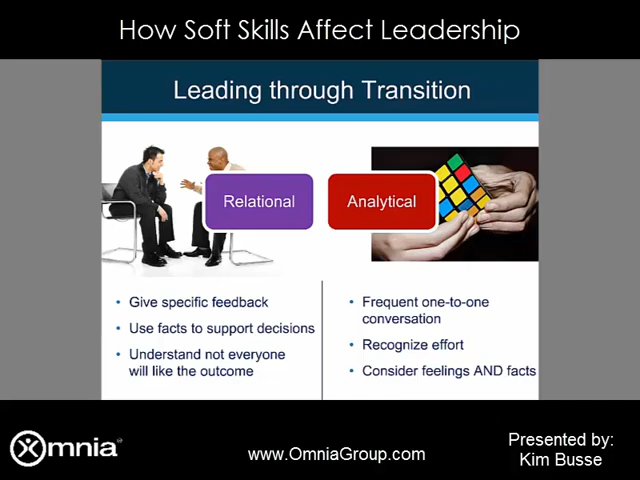 How Soft Skills Affect Leadership
Leading through Transition
Relational
Analytical
• Give specific feedback
• Use facts to support decisions
• Understand not everyone
will like the outcome
• Frequent one-to-one
conversation
• Recognize effort
• Consider feelings AND facts
Omnia
www.OmniaGroup.com
Presented by:
Kim Busse